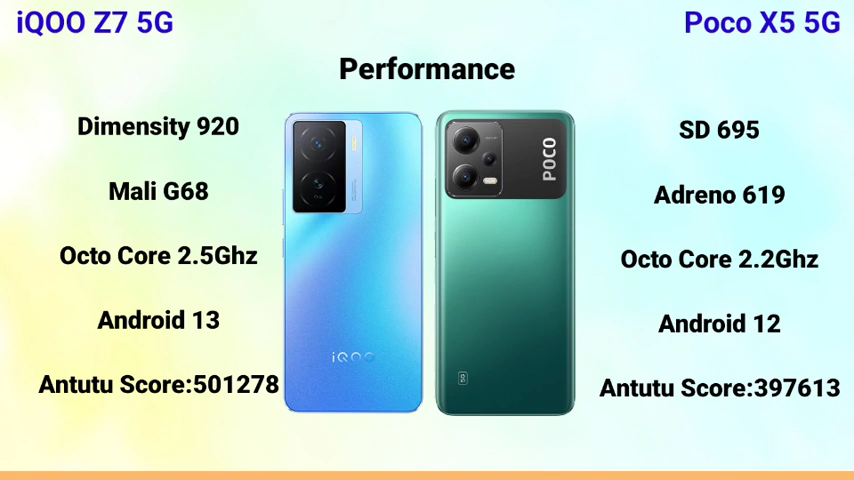 iQOO Z7 5G
Poco X5 5G
Performance
Dimensity 920
SD 695
Mali G68
Adreno 619
Octo Core 2.5Ghz
Octo Core 2.2Ghz
Android 13
Android 12
Antutu Score:501278
Antutu Score:397613
POCO
iQOO
5G